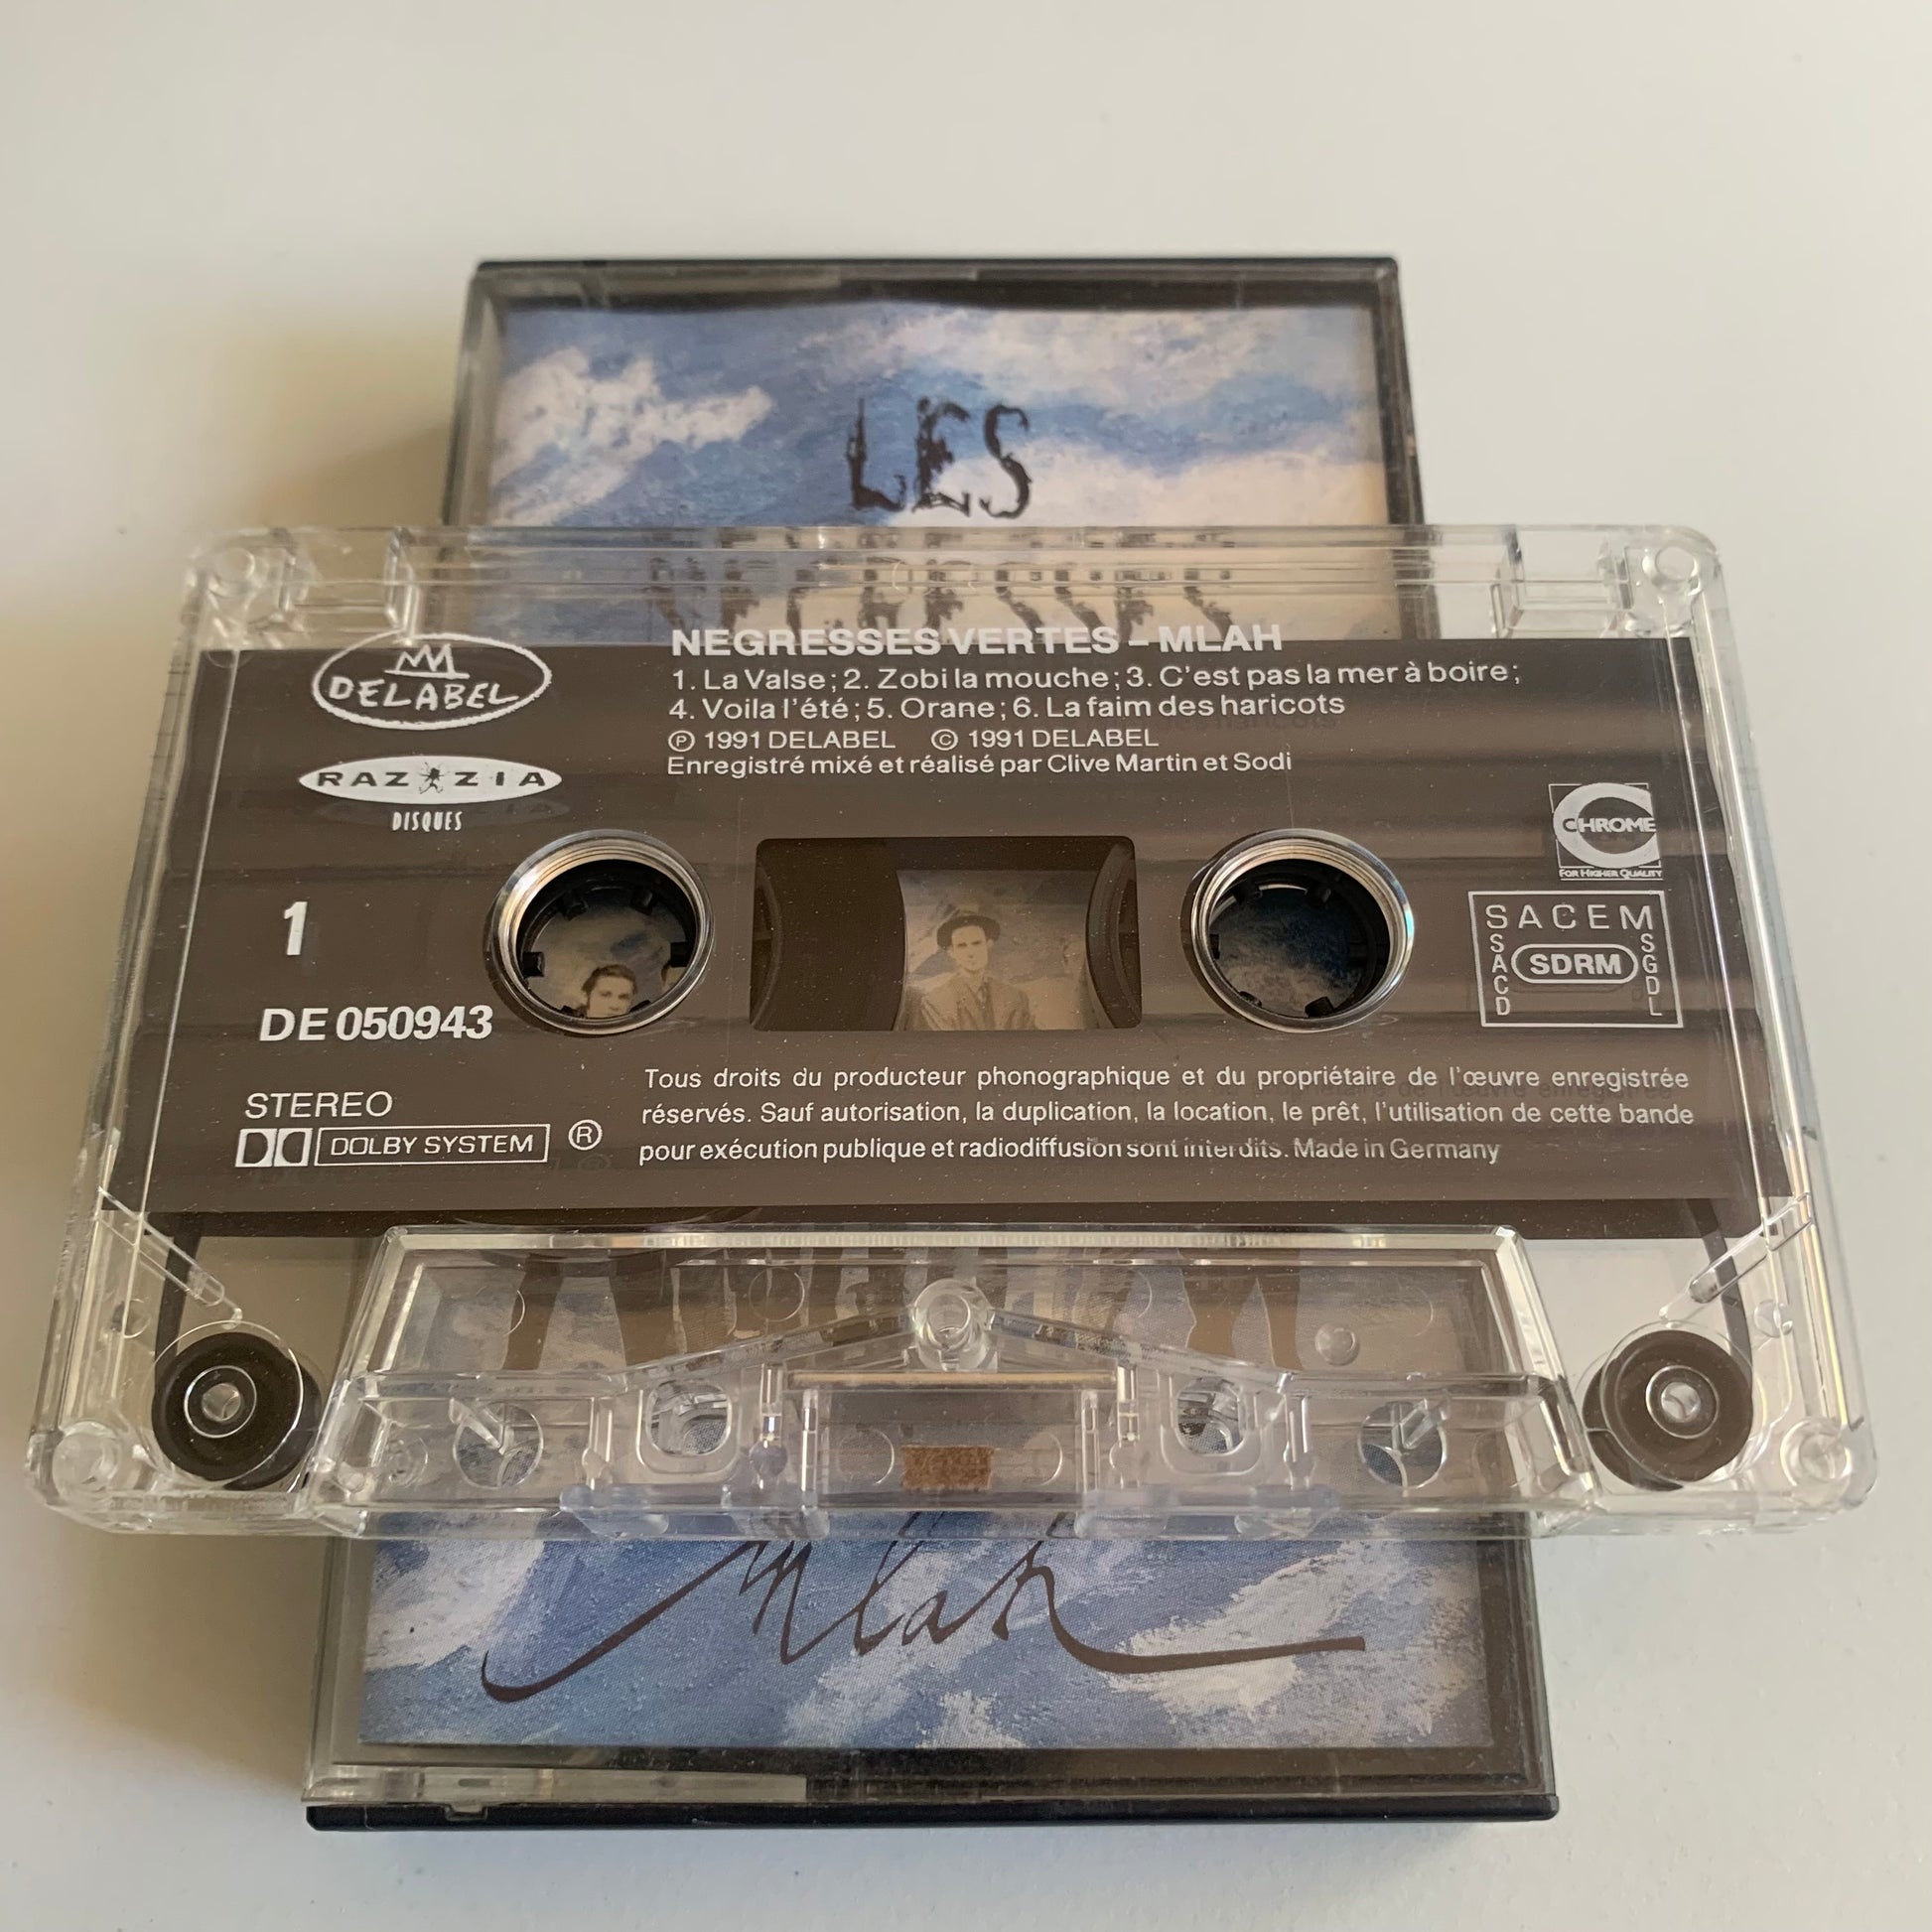 LES
NEGRESSES
NEGRESSES VERTES – MLAH
1. La Valse ; 2. Zobi la mouche ; 3. C'est pas la mer à boire ;
4. Voila l'été ; 5. Orane ; 6. La faim des haricots
℗ 1991 DELABEL © 1991 DELABEL
Enregistré mixé et réalisé par Clive Martin et Sodi
DELABEL
RAZZIA
DISQUES
CHROME
FOR HIGHER QUALITY
1
DE 050943
SACEM
SACD
SDRM
SGDL
STEREO
DOLBY SYSTEM ®
Tous droits du producteur phonographique et du propriétaire de l'œuvre enregistrée
réservés. Sauf autorisation, la duplication, la location, le prêt, l'utilisation de cette bande
pour exécution publique et radiodiffusion sont interdits. Made in Germany
Mlah